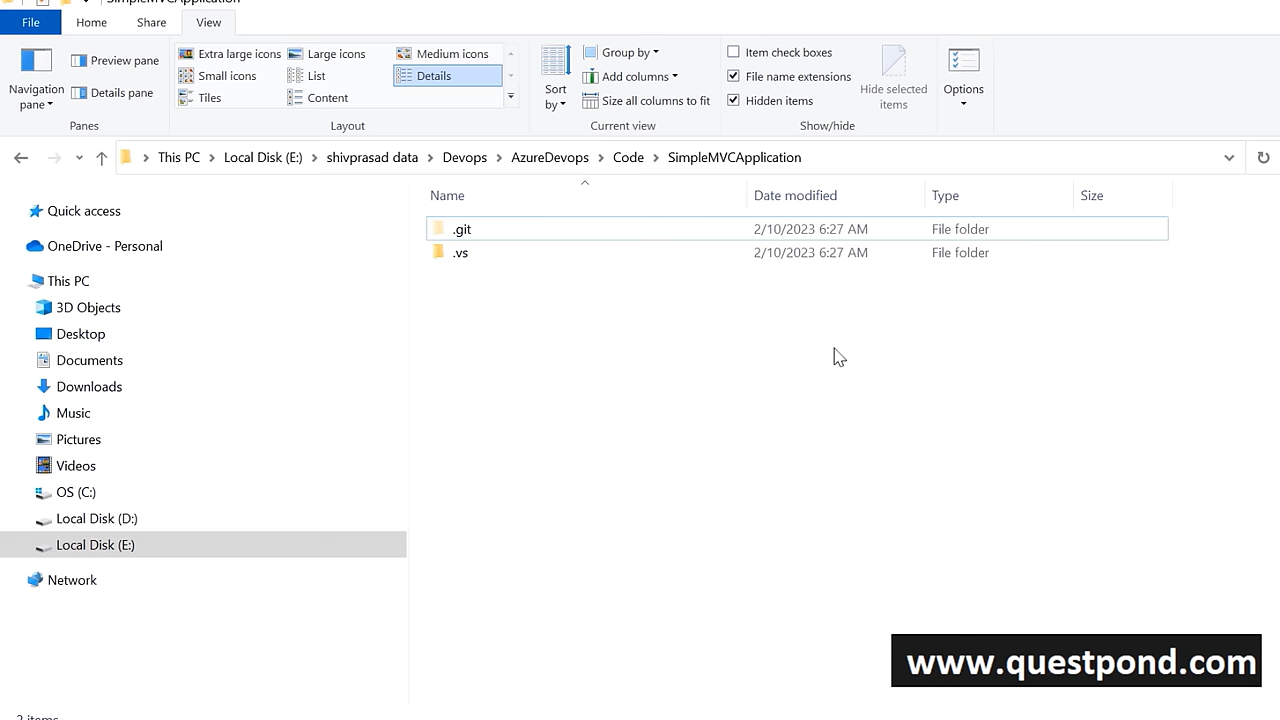 SimpleMVCApplication
File Home Share View
Navigation pane
Preview pane
Details pane
Panes
Extra large icons Large icons Medium icons
Small icons List Details
Tiles Content
Layout
Sort by
Group by
Add columns
Size all columns to fit
Current view
Item check boxes
File name extensions
Hidden items
Hide selected items
Show/hide
Options
This PC Local Disk (E:) shivprasad data Devops AzureDevops Code SimpleMVCApplication
Name Date modified Type Size
.git 2/10/2023 6:27 AM File folder
.vs 2/10/2023 6:27 AM File folder
Quick access
OneDrive - Personal
This PC
3D Objects
Desktop
Documents
Downloads
Music
Pictures
Videos
OS (C:)
Local Disk (D:)
Local Disk (E:)
Network
www.questpond.com
2 items